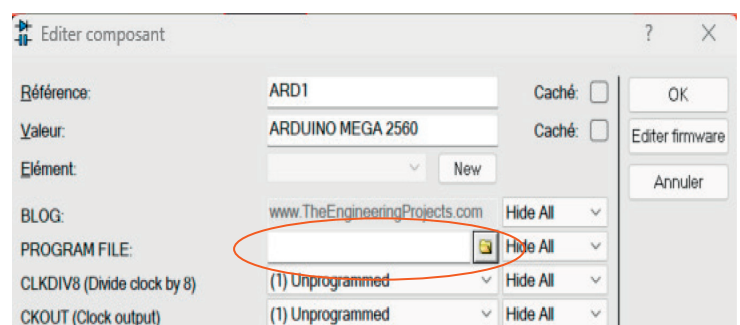 Editer composant ?
Référence: ARD1 Caché: OK
Valeur: ARDUINO MEGA 2560 Caché: Editer firmware
Elément: New Annuler
BLOG: www.TheEngineeringProjects.com Hide All
PROGRAM FILE: Hide All
CLKDIV8 (Divide clock by 8) (1) Unprogrammed Hide All
CKOUT (Clock output) (1) Unprogrammed Hide All